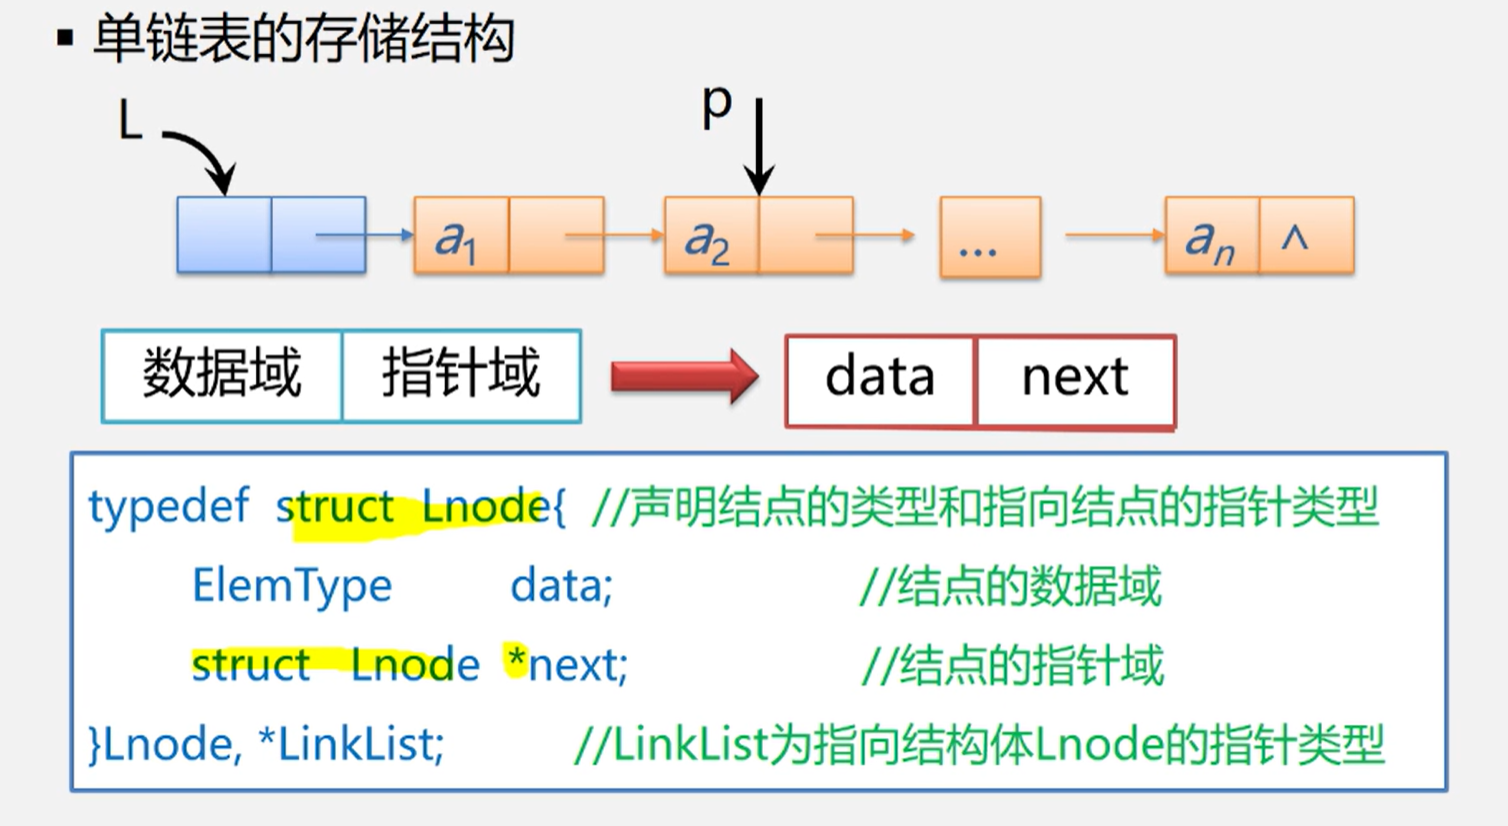 ▪ 单链表的存储结构
L
p
a1
a2
...
an ∧
数据域 指针域
data next
typedef struct Lnode{ //声明结点的类型和指向结点的指针类型
ElemType data; //结点的数据域
struct Lnode *next; //结点的指针域
}Lnode, *LinkList; //LinkList为指向结构体Lnode的指针类型